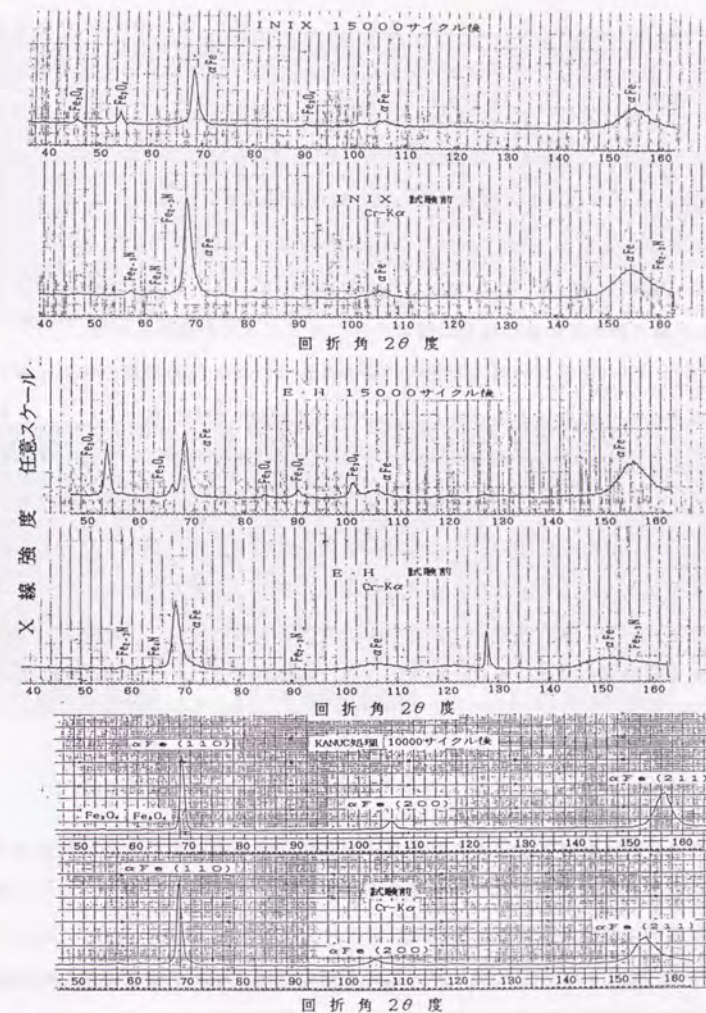 INIX 15000サイクル後
Fe₃O₄ Fe₃O₄ αFe Fe₃O₄ αFe αFe
40 50 60 70 80 90 100 110 120 130 140 150 160
INIX 試験前
Cr-Kα
Fe₂₋₃N Fe₂₋₃N αFe αFe αFe Fe₂₋₃N
40 50 60 70 80 90 100 110 120 130 140 150 160
回折角 2θ 度
X線強度 任意スケール
E・H 15000サイクル後
Fe₃O₄ Fe₃O₄ αFe Fe₃O₄ Fe₃O₄ Fe₃O₄ αFe αFe
50 60 70 80 90 100 110 120 130 140 150 160
E・H 試験前
Cr-Kα
Fe₂₋₃N αFe Fe₂₋₃N αFe αFe Fe₂₋₃N
40 50 60 70 80 90 100 110 120 130 140 150 160
回折角 2θ 度
αFe (110) KANUC処理 10000サイクル後
αFe (211)
αFe (200)
Fe₃O₄ Fe₃O₄
50 60 70 80 90 100 110 120 130 140 150 160
αFe (110) 試験前
Cr-Kα
αFe (211)
αFe (200)
50 60 70 80 90 100 110 120 130 140 150 160
回折角 2θ 度